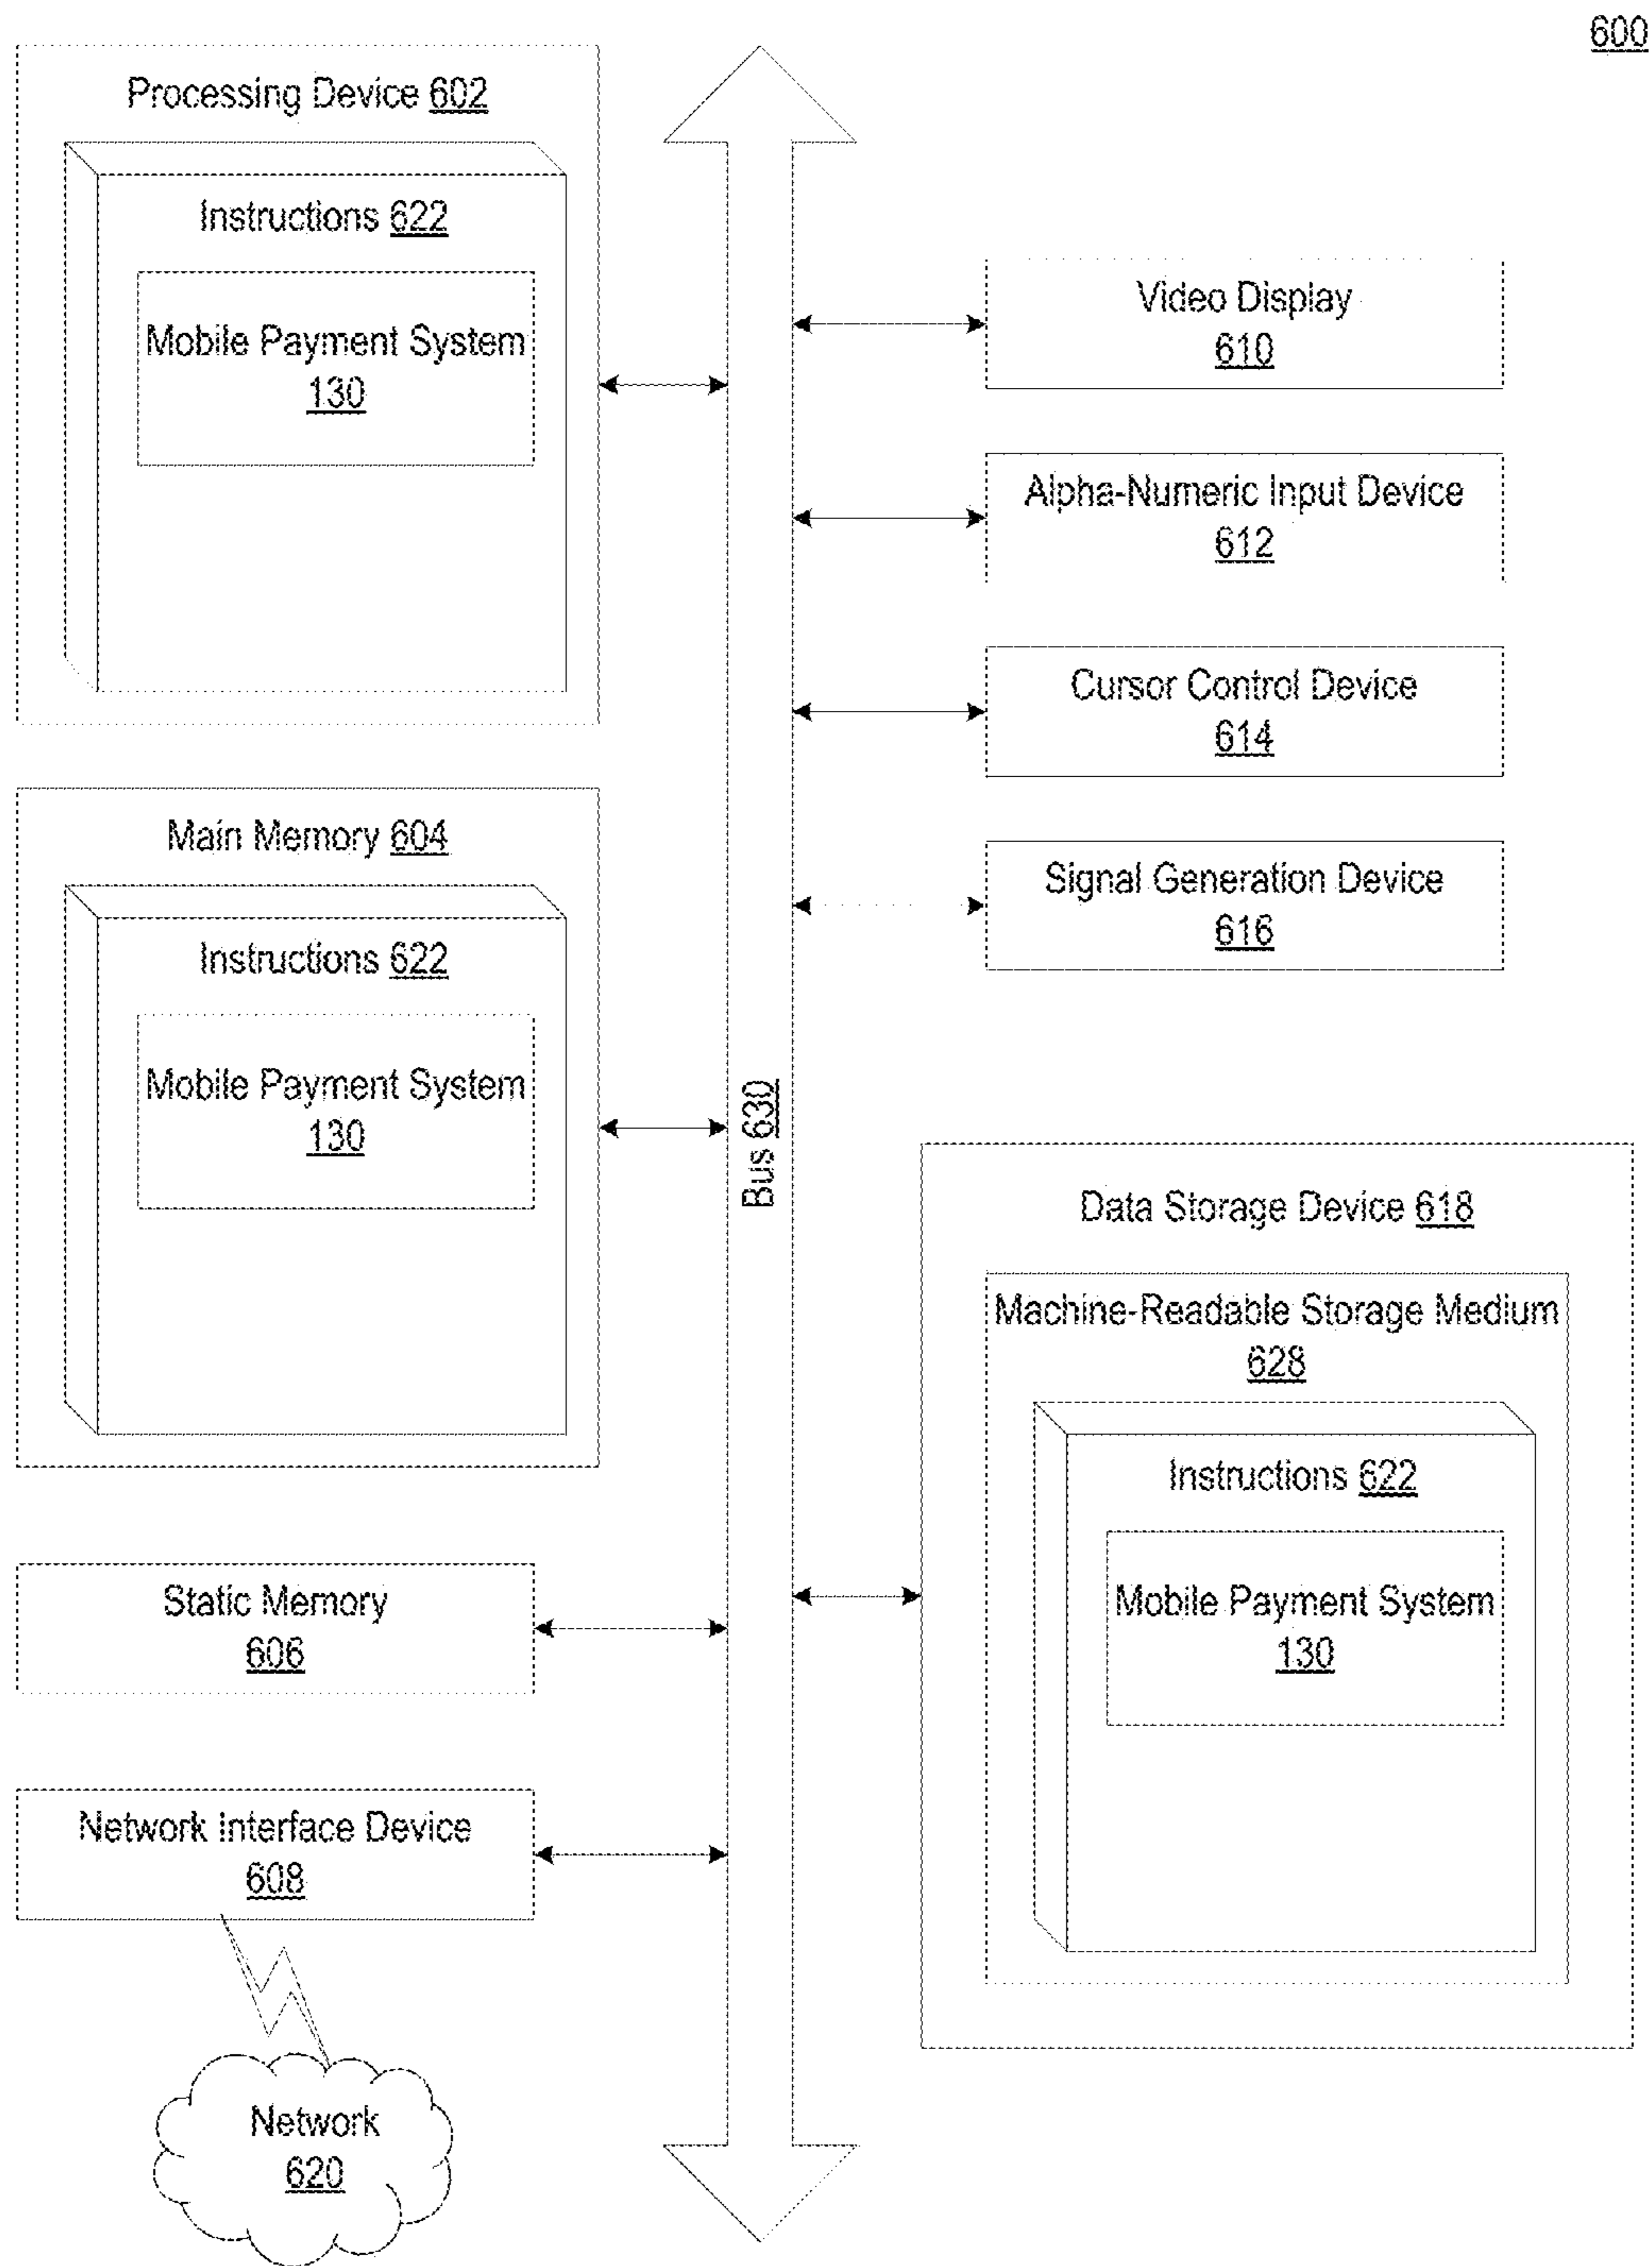 600
Processing Device 602
Instructions 622
Mobile Payment System
130
Main Memory 604
Instructions 622
Mobile Payment System
130
Static Memory
606
Network Interface Device
608
Network
620
Bus 630
Video Display
610
Alpha-Numeric Input Device
612
Cursor Control Device
614
Signal Generation Device
616
Data Storage Device 618
Machine-Readable Storage Medium
628
Instructions 622
Mobile Payment System
130